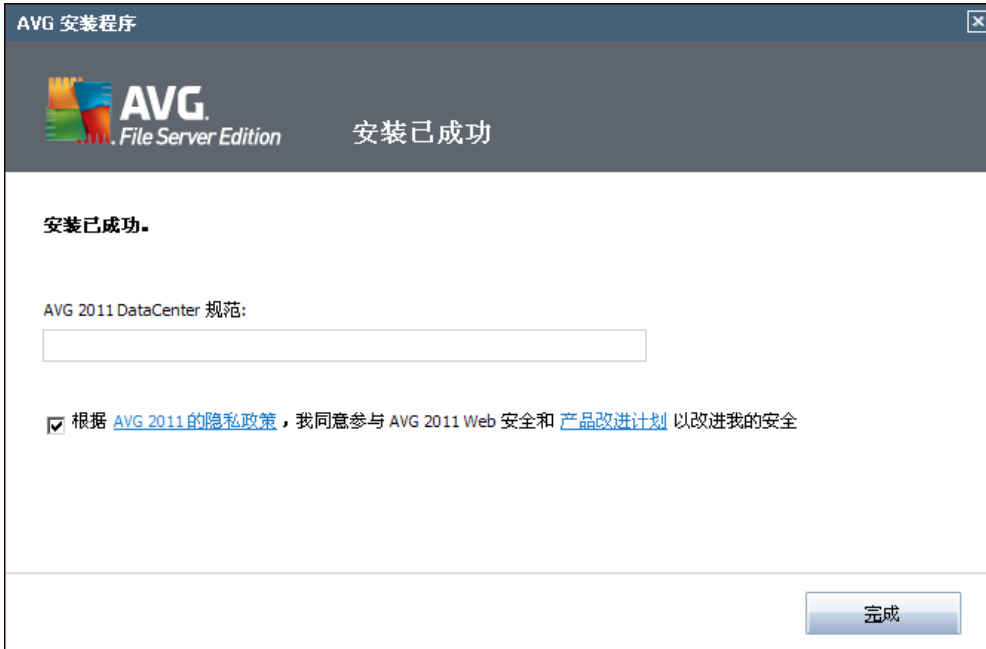 AVG 安装程序
AVG.
File Server Edition
安装已成功
安装已成功。
AVG 2011 DataCenter 规范:
根据 AVG 2011 的隐私政策，我同意参与 AVG 2011 Web 安全和 产品改进计划 以改进我的安全
完成